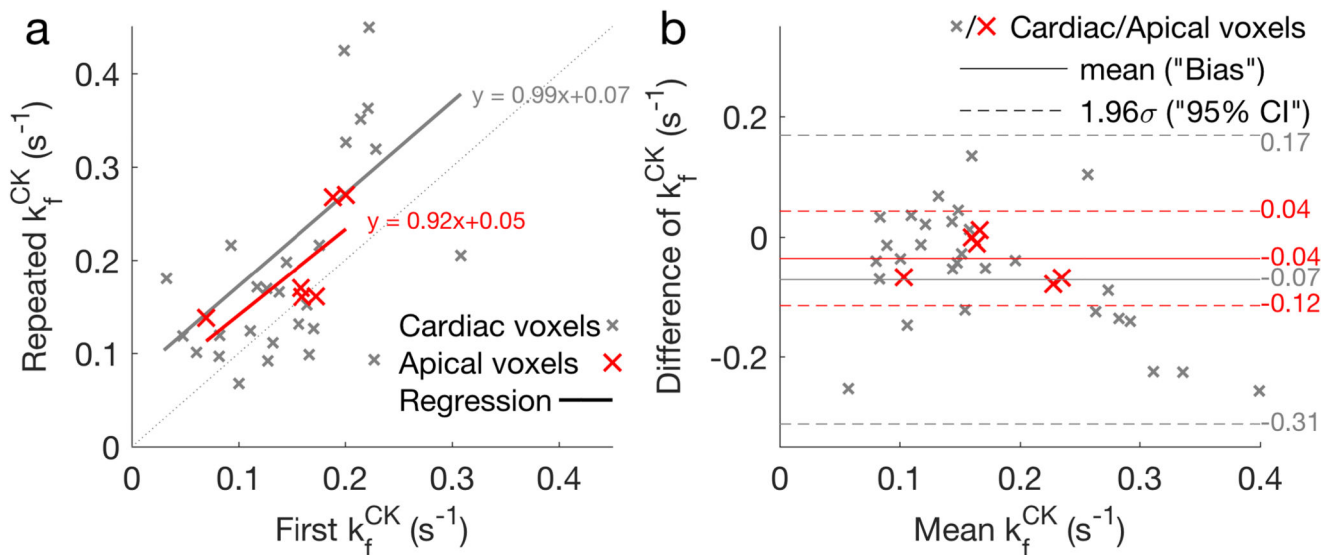 a
Repeated k_f^CK (s⁻¹)
0.4
0.3
0.2
0.1
0
0
0.1
0.2
0.3
0.4
First k_f^CK (s⁻¹)
y = 0.99x+0.07
y = 0.92x+0.05
Cardiac voxels ×
Apical voxels ×
Regression
b
Difference of k_f^CK (s⁻¹)
0.2
0
-0.2
0
0.1
0.2
0.3
0.4
Mean k_f^CK (s⁻¹)
×/× Cardiac/Apical voxels
mean ("Bias")
1.96σ ("95% CI")
0.17
0.04
-0.04
-0.07
-0.12
-0.31